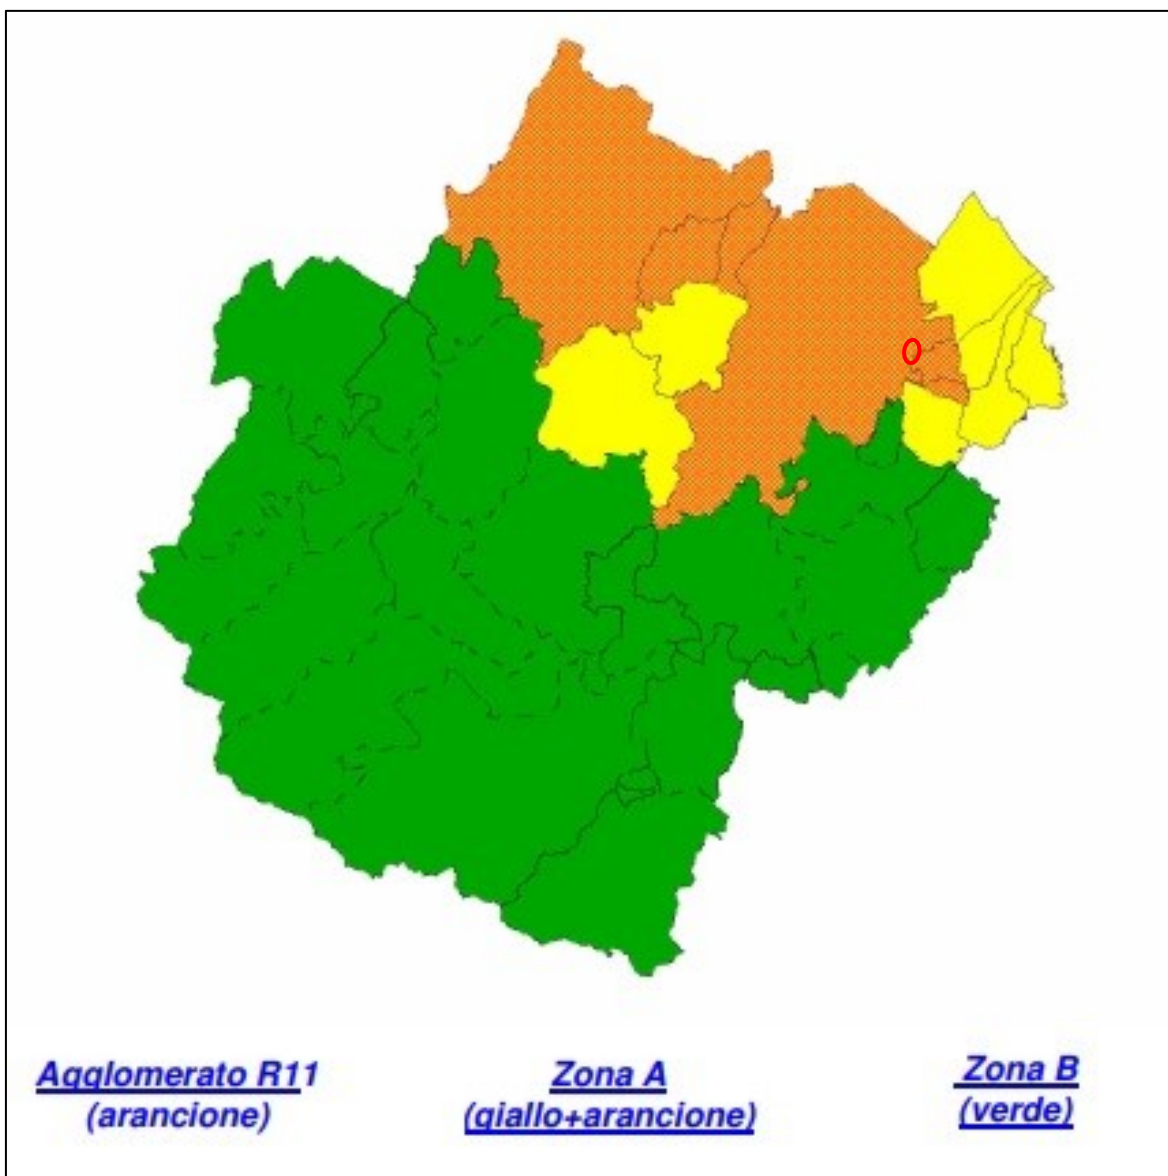 Agglomerato R11
(arancione)
Zona A
(giallo+arancione)
Zona B
(verde)